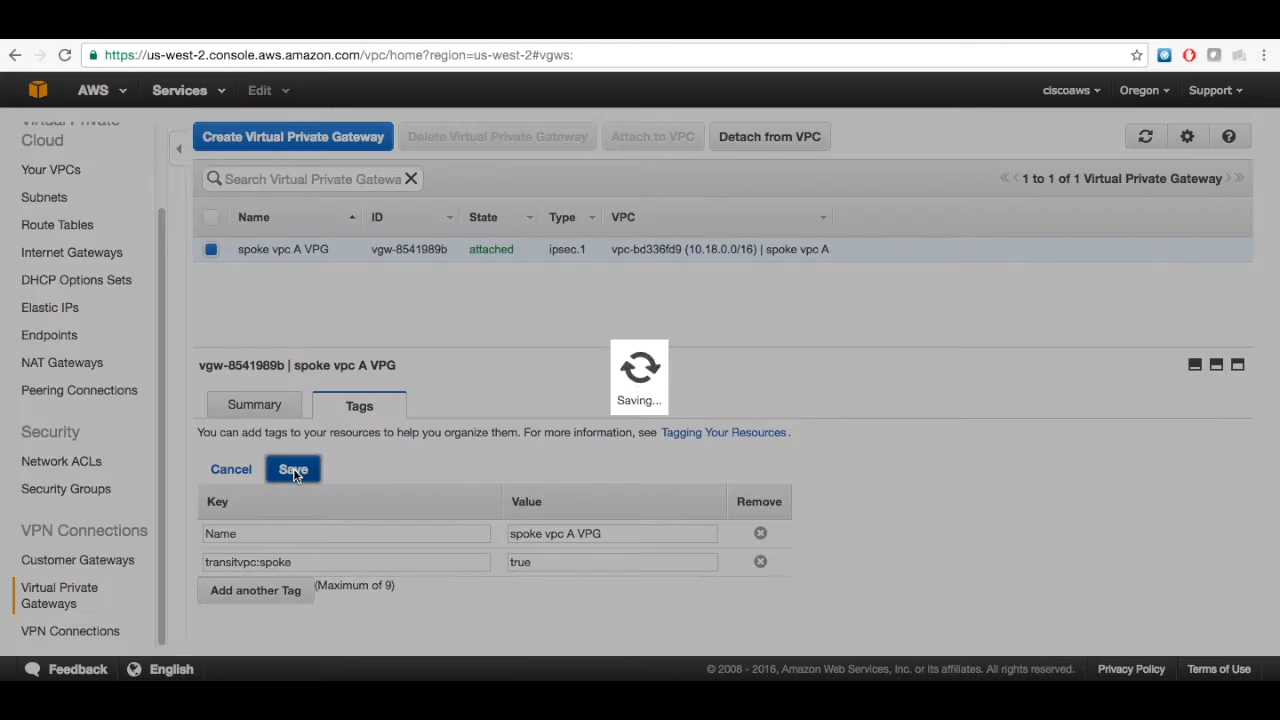 https://us-west-2.console.aws.amazon.com/vpc/home?region=us-west-2#vgws:
AWS Services Edit ciscoaws Oregon Support
Virtual Private
Cloud
Your VPCs
Subnets
Route Tables
Internet Gateways
DHCP Options Sets
Elastic IPs
Endpoints
NAT Gateways
Peering Connections
Security
Network ACLs
Security Groups
VPN Connections
Customer Gateways
Virtual Private
Gateways
VPN Connections
Create Virtual Private Gateway Delete Virtual Private Gateway Attach to VPC Detach from VPC
Search Virtual Private Gatewa 1 to 1 of 1 Virtual Private Gateway
Name ID State Type VPC
spoke vpc A VPG vgw-8541989b attached ipsec.1 vpc-bd336fd9 (10.18.0.0/16) | spoke vpc A
vgw-8541989b | spoke vpc A VPG
Saving...
Summary Tags
You can add tags to your resources to help you organize them. For more information, see Tagging Your Resources.
Cancel Save
Key Value Remove
Name spoke vpc A VPG
transitvpc:spoke true
Add another Tag (Maximum of 9)
Feedback English © 2008 - 2016, Amazon Web Services, Inc. or its affiliates. All rights reserved. Privacy Policy Terms of Use